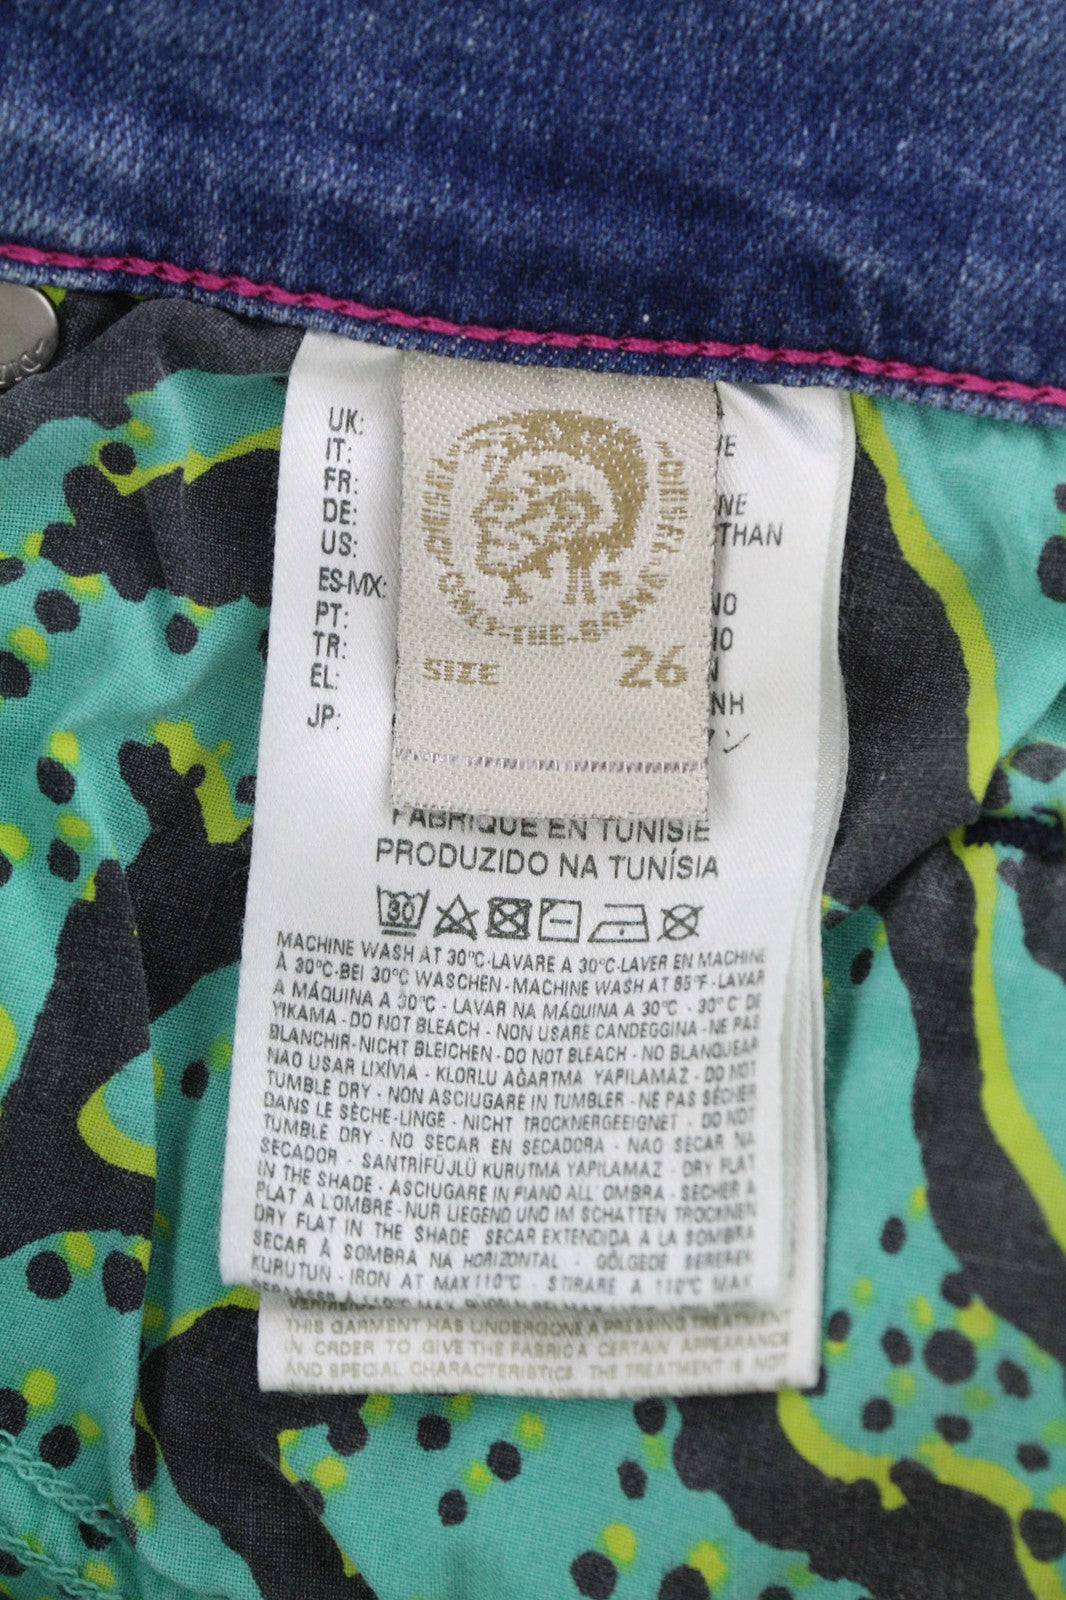 UK:
IT:
FR:
DE:
US:
ES-MX:
PT:
TR:
EL:
JP:
DIESEL
ONLY-THE-BRAVE
SIZE 26
NE
CTHAN
NO
NH
FABRIQUE EN TUNISIE
PRODUZIDO NA TUNÍSIA
30
MACHINE WASH AT 30°C-LAVARE A 30°C-LAVER EN MACHINE
À 30°C-BEI 30°C WASCHEN - MACHINE WASH AT 85°F - LAVAR
A MÁQUINA A 30°C - LAVAR NA MÁQUINA A 30°C - 30°C DE
YIKAMA - DO NOT BLEACH - NON USARE CANDEGGINA - NE PAS
BLANCHIR-NICHT BLEICHEN - DO NOT BLEACH - NO BLANQUEAR
NAO USAR LIXÍVIA - KLORLU AĞARTMA YAPILAMAZ - DO NOT
TUMBLE DRY - NON ASCIUGARE IN TUMBLER - NE PAS SÉCHER
DANS LE SÈCHE-LINGE - NICHT TROCKNERGEEIGNET - DO NOT
TUMBLE DRY - NO SECAR EN SECADORA - NAO SECAR NA
SECADOR - SANTRİFÜJLÜ KURUTMA YAPILAMAZ - DRY FLAT
IN THE SHADE - ASCIUGARE IN PIANO ALL'OMBRA - SÉCHER A
PLAT A L'OMBRE - NUR LIEGEND UND IM SCHATTEN TROCKNEN
DRY FLAT IN THE SHADE SECAR EXTENDIDA A LA SOMBRA
SECAR À SOMBRA NA HORIZONTAL - GÖLGEDE SEREREK
KURUTUN - IRON AT MAX 110°C - STIRARE A 110°C MAX
THIS GARMENT HAS UNDERGONE A PRESSING TREATMENT
IN ORDER TO GIVE THE FABRIC A CERTAIN APPEARANCE
AND SPECIAL CHARACTERISTICS. THE TREATMENT IS NOT